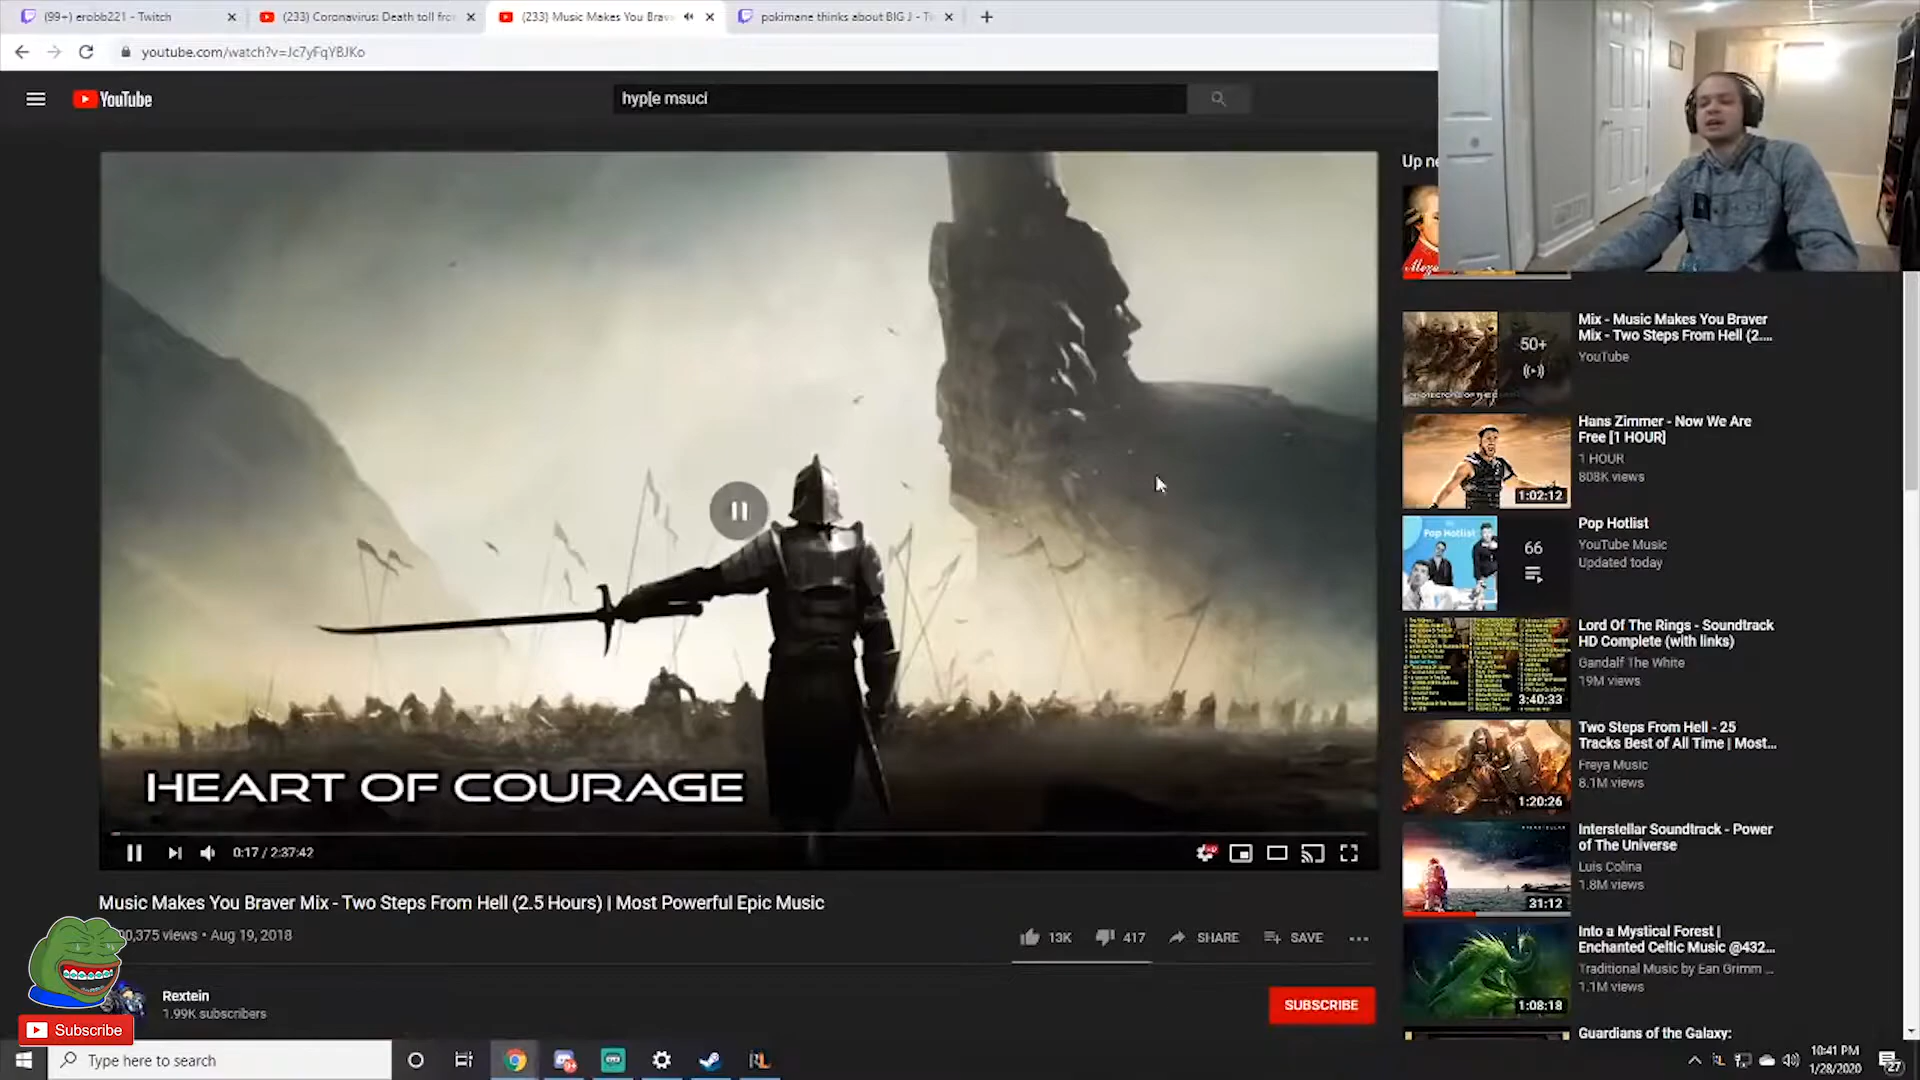 (99+) erobb221 - Twitch
(233) Coronavirus: Death toll fro
(233) Music Makes You Brav
pokimane thinks about BIG J - T
youtube.com/watch?v=Jc7yFqYBJKo
YouTube
hyp[e msuci
Up ne
Mix - Music Makes You Braver
Mix - Two Steps From Hell (2....
YouTube
50+
Hans Zimmer - Now We Are
Free [1 HOUR]
1 HOUR
808K views
1:02:12
Pop Hotlist
YouTube Music
Updated today
Pop Hotlist
66
Lord Of The Rings - Soundtrack
HD Complete (with links)
Gandalf The White
19M views
3:40:33
Two Steps From Hell - 25
Tracks Best of All Time | Most...
Freya Music
8.1M views
1:20:26
Interstellar Soundtrack - Power
of The Universe
Luis Colina
1.8M views
31:12
Into a Mystical Forest |
Enchanted Celtic Music @432...
Traditional Music by Ean Grimm ...
1.1M views
1:08:18
Guardians of the Galaxy:
HEART OF COURAGE
0:17 / 2:37:42
Music Makes You Braver Mix - Two Steps From Hell (2.5 Hours) | Most Powerful Epic Music
0,375 views • Aug 19, 2018
13K
417
SHARE
SAVE
Rextein
1.99K subscribers
SUBSCRIBE
Subscribe
Type here to search
10:41 PM
1/28/2020
27